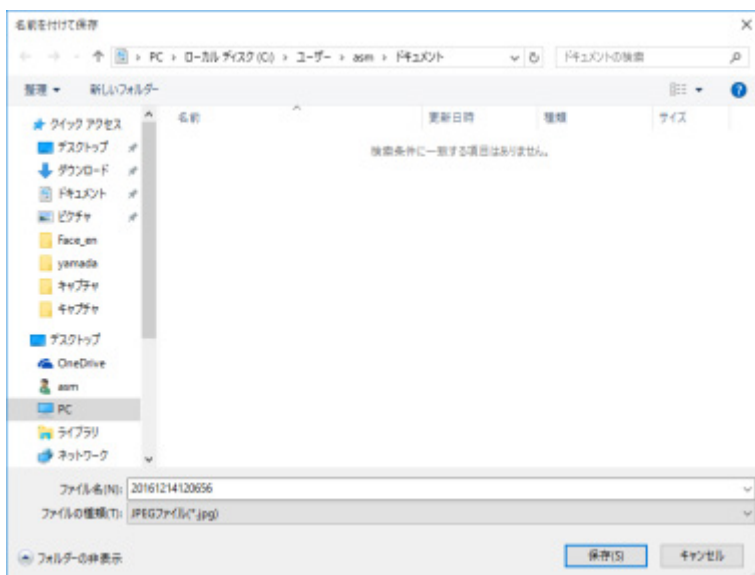 名前を付けて保存
PC › ローカル ディスク (C:) › ユーザー › asm › ドキュメント
ドキュメントの検索
整理 ▾ 新しいフォルダー
名前 更新日時 種類 サイズ
検索条件に一致する項目はありません。
クイック アクセス
デスクトップ
ダウンロード
ドキュメント
ピクチャ
Face_en
yamada
キャプチャ
キャプチャ
デスクトップ
OneDrive
asm
PC
ライブラリ
ネットワーク
ファイル名(N): 20161214120656
ファイルの種類(T): JPEGファイル(*.jpg)
フォルダーの非表示
保存(S) キャンセル